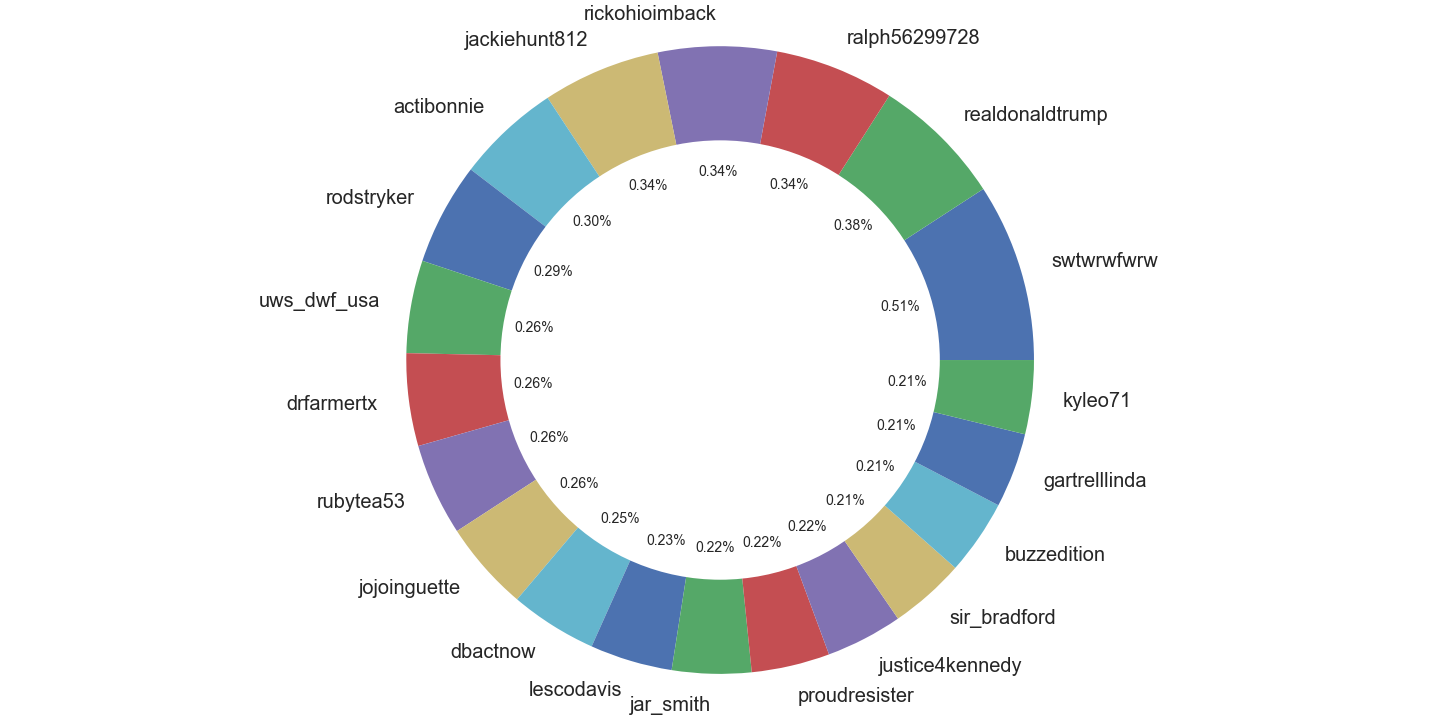 rickohioimback
jackiehunt812
ralph56299728
actibonnie
realdonaldtrump
rodstryker
swtwrwfwrw
uws_dwf_usa
drfarmertx
kyleo71
rubytea53
gartrelllinda
jojoinguette
buzzedition
dbactnow
sir_bradford
lescodavis
justice4kennedy
jar_smith
proudresister
0.34%
0.34%
0.34%
0.30%
0.38%
0.29%
0.51%
0.26%
0.26%
0.21%
0.26%
0.21%
0.26%
0.21%
0.25%
0.21%
0.23%
0.22%
0.22%
0.22%